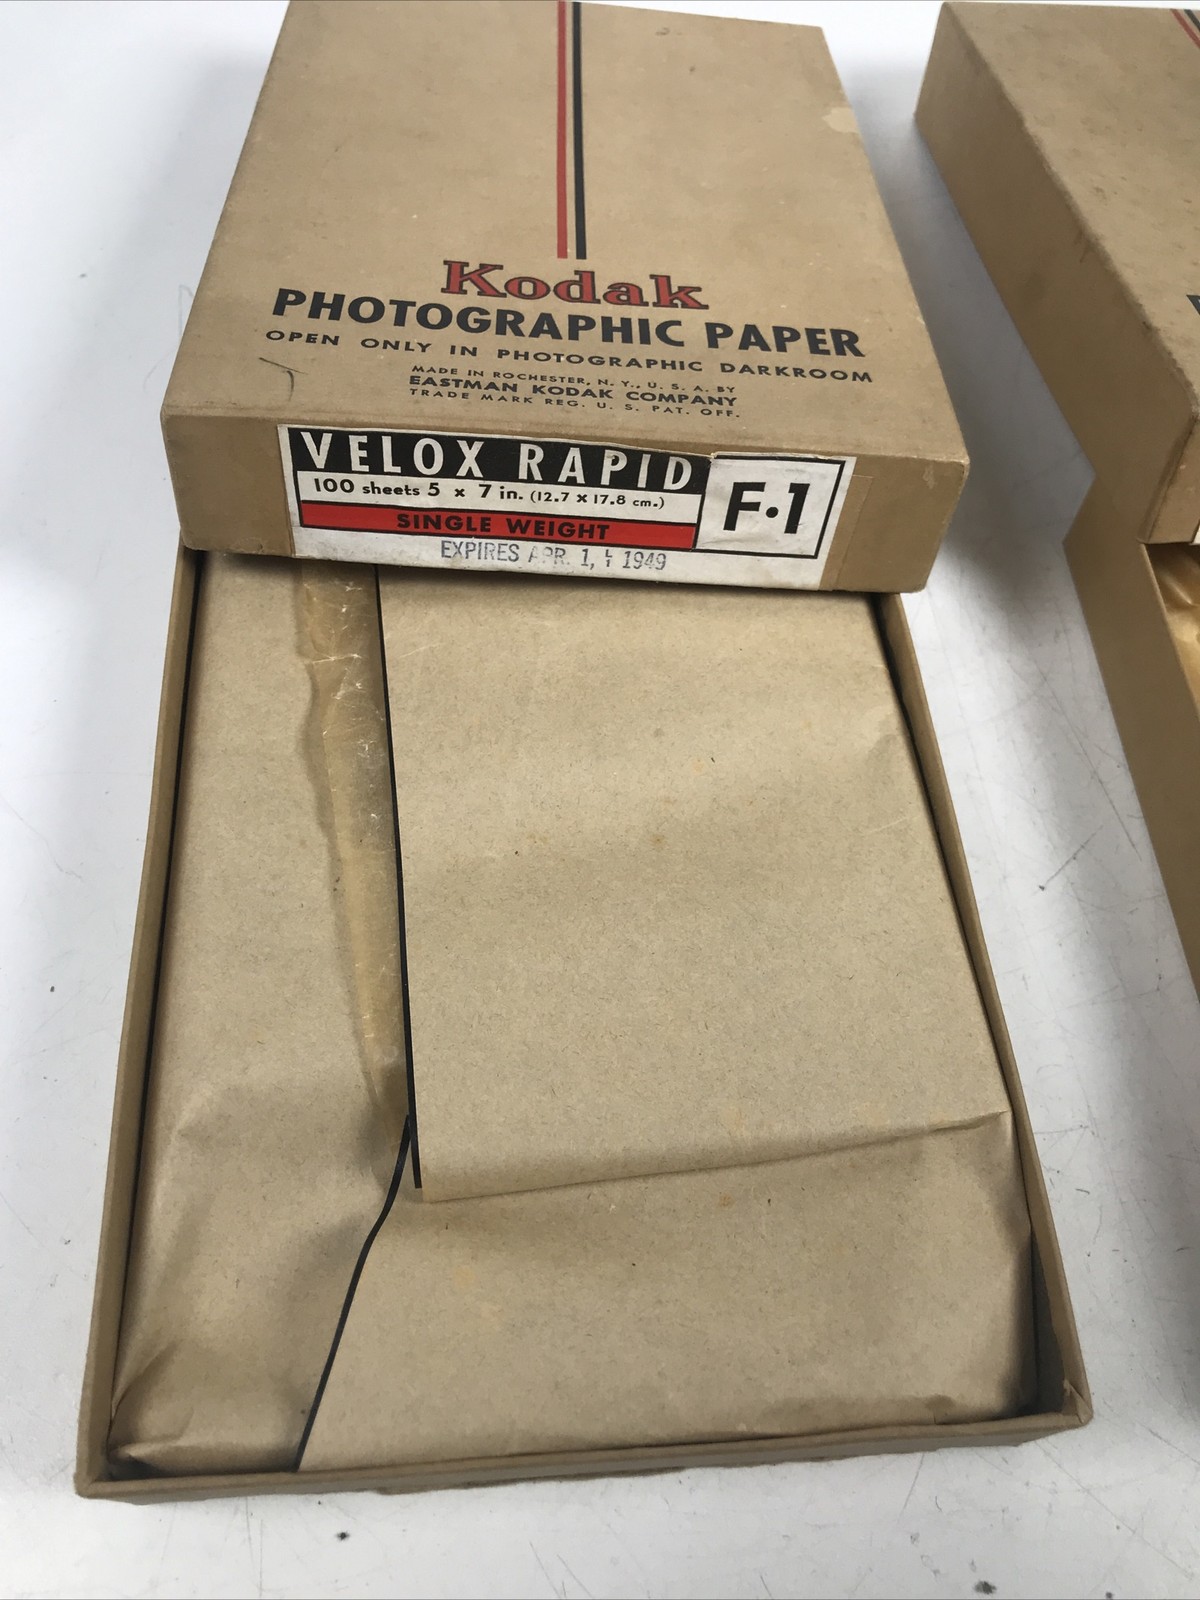 Kodak
PHOTOGRAPHIC PAPER
OPEN ONLY IN PHOTOGRAPHIC DARKROOM
MADE IN ROCHESTER, N. Y., U. S. A. BY
EASTMAN KODAK COMPANY
TRADE MARK REG. U. S. PAT. OFF.
VELOX RAPID
100 sheets 5 x 7 in. (12.7 x 17.8 cm.)
F·1
SINGLE WEIGHT
EXPIRES APR. 1, 1949